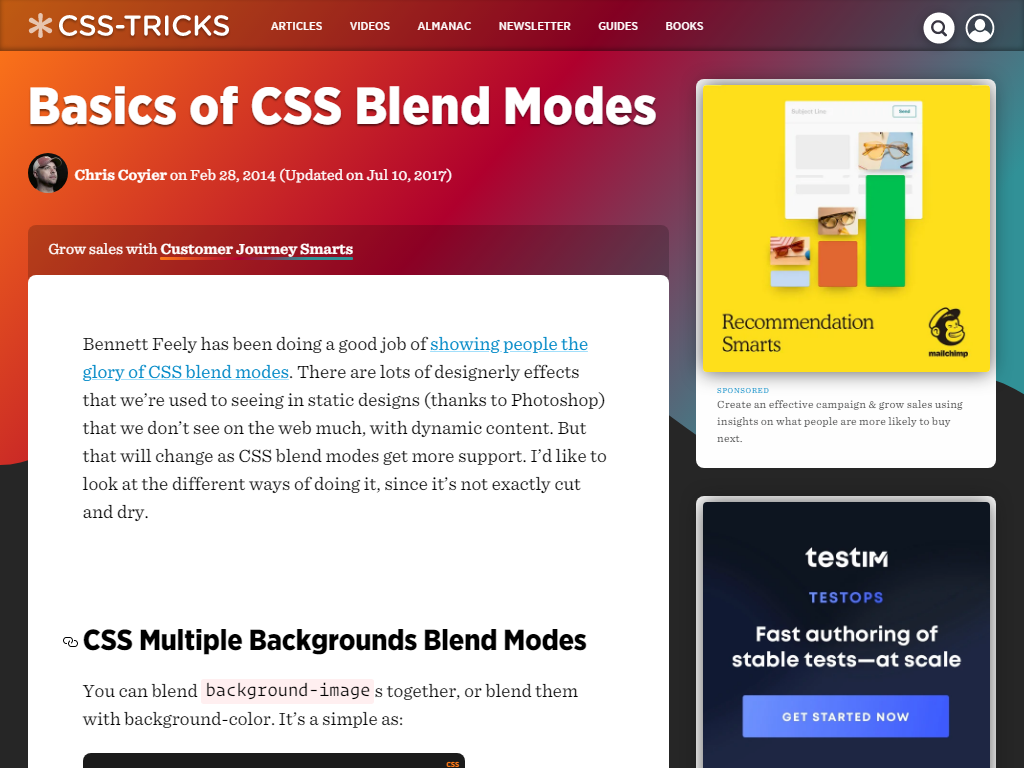 CSS-TRICKS
ARTICLES VIDEOS ALMANAC NEWSLETTER GUIDES BOOKS
Basics of CSS Blend Modes
Chris Coyier on Feb 28, 2014 (Updated on Jul 10, 2017)
Grow sales with Customer Journey Smarts
Bennett Feely has been doing a good job of showing people the
glory of CSS blend modes. There are lots of designerly effects
that we’re used to seeing in static designs (thanks to Photoshop)
that we don’t see on the web much, with dynamic content. But
that will change as CSS blend modes get more support. I’d like to
look at the different ways of doing it, since it’s not exactly cut
and dry.
CSS Multiple Backgrounds Blend Modes
You can blend background-images together, or blend them
with background-color. It’s a simple as:
CSS
Subject Line
Send
Recommendation
Smarts
mailchimp
SPONSORED
Create an effective campaign & grow sales using
insights on what people are more likely to buy
next.
testim
TESTOPS
Fast authoring of
stable tests—at scale
GET STARTED NOW